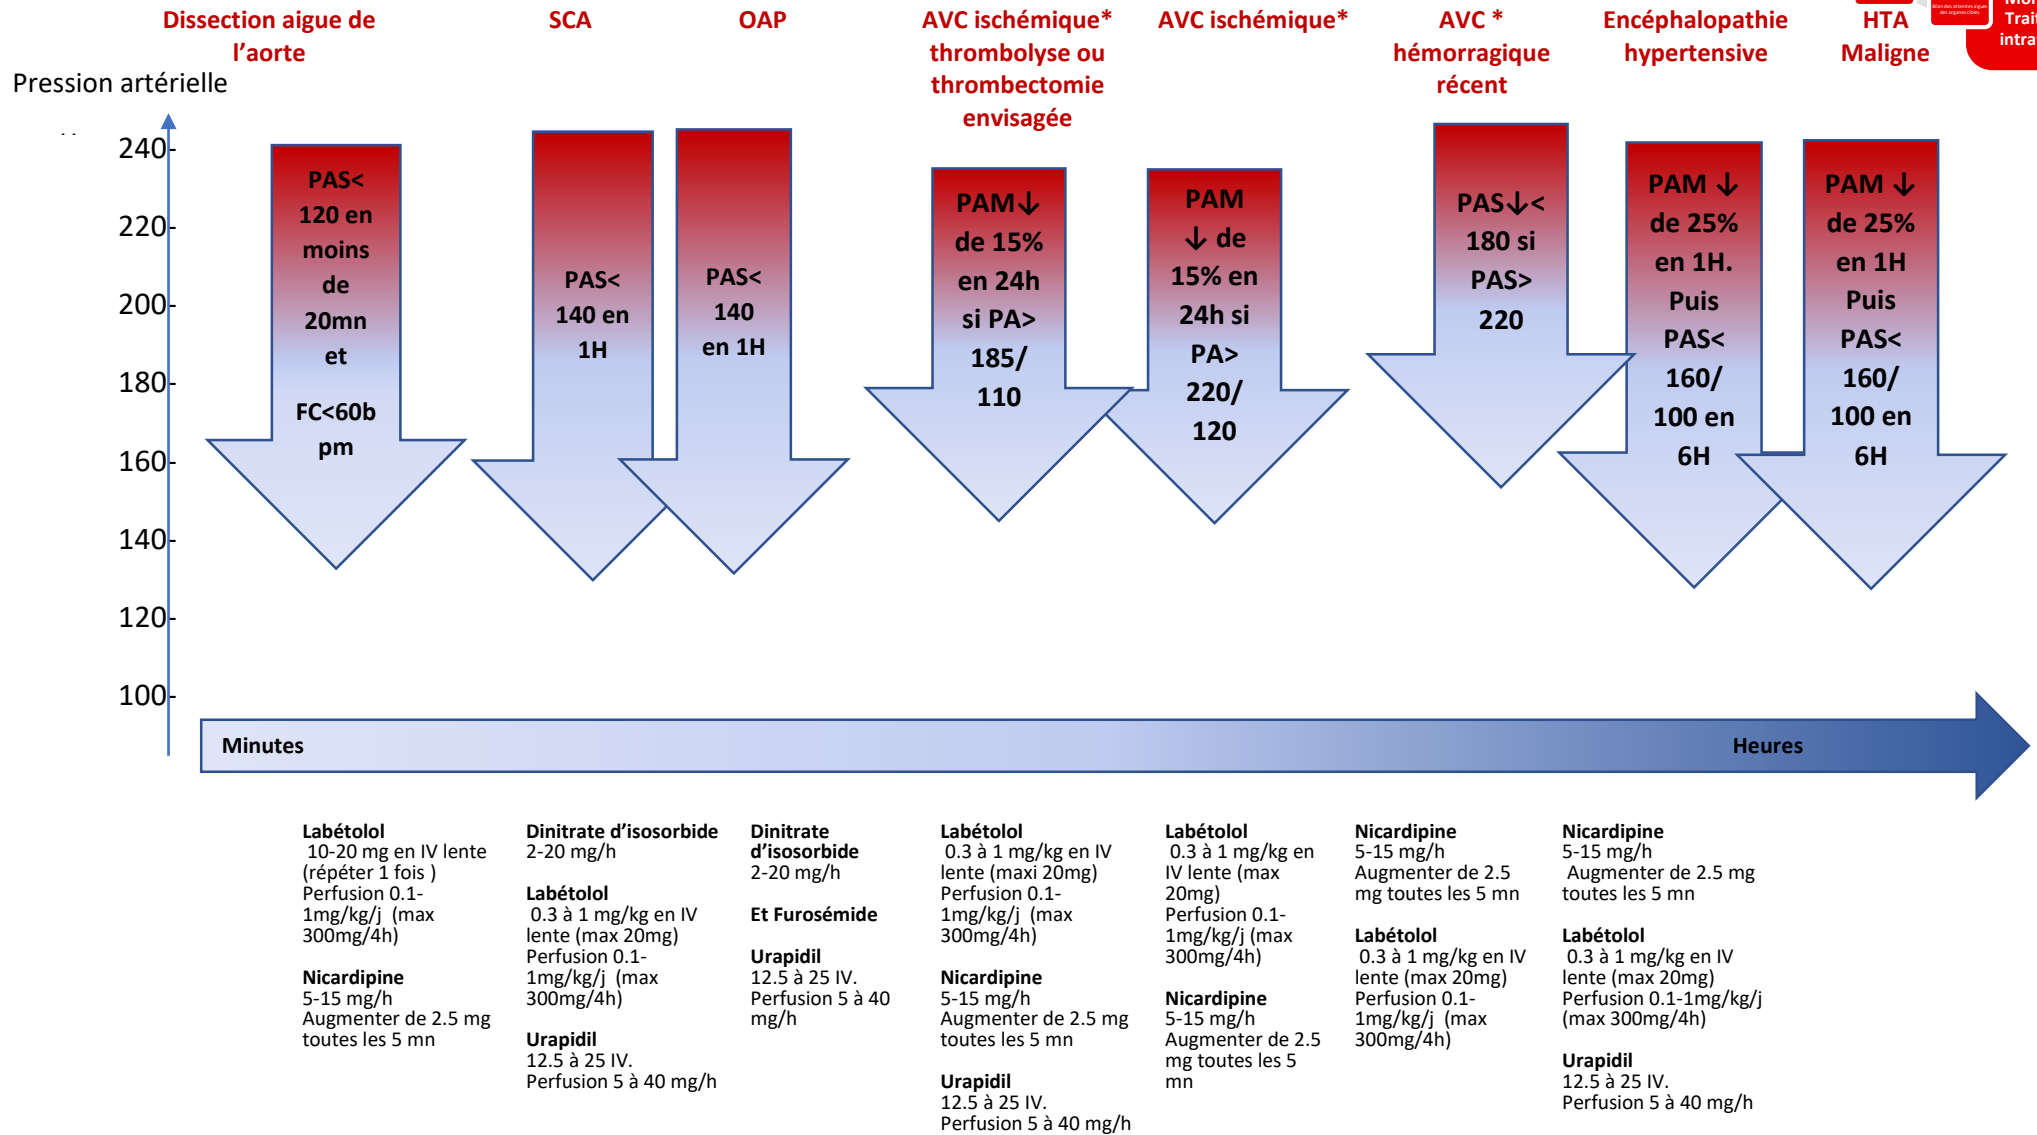 Dissection aigue de
l'aorte
SCA
OAP
AVC ischémique*
thrombolyse ou
thrombectomie
envisagée
AVC ischémique*
AVC *
hémorragique
récent
Encéphalopathie
hypertensive
HTA
Maligne
Bilan des atteintes aigues
des organes cibles
Trait
intra
Pression artérielle
240-
220-
200-
180-
160-
140-
120-
100-
PAS<
120 en
moins
de
20mn
et
FC<60b
pm
PAS<
140 en
1H
PAS<
140
en 1H
PAM↓
de 15%
en 24h
si PA>
185/
110
PAM
↓ de
15% en
24h si
PA>
220/
120
PAS↓<
180 si
PAS>
220
PAM ↓
de 25%
en 1H.
Puis
PAS<
160/
100 en
6H
PAM ↓
de 25%
en 1H
Puis
PAS<
160/
100 en
6H
Minutes
Heures
Labétolol
10-20 mg en IV lente
(répéter 1 fois )
Perfusion 0.1-
1mg/kg/j (max
300mg/4h)
Nicardipine
5-15 mg/h
Augmenter de 2.5 mg
toutes les 5 mn
Dinitrate d'isosorbide
2-20 mg/h
Labétolol
0.3 à 1 mg/kg en IV
lente (max 20mg)
Perfusion 0.1-
1mg/kg/j (max
300mg/4h)
Urapidil
12.5 à 25 IV.
Perfusion 5 à 40 mg/h
Dinitrate
d'isosorbide
2-20 mg/h
Et Furosémide
Urapidil
12.5 à 25 IV.
Perfusion 5 à 40
mg/h
Labétolol
0.3 à 1 mg/kg en IV
lente (maxi 20mg)
Perfusion 0.1-
1mg/kg/j (max
300mg/4h)
Nicardipine
5-15 mg/h
Augmenter de 2.5 mg
toutes les 5 mn
Urapidil
12.5 à 25 IV.
Perfusion 5 à 40 mg/h
Labétolol
0.3 à 1 mg/kg en
IV lente (max
20mg)
Perfusion 0.1-
1mg/kg/j (max
300mg/4h)
Nicardipine
5-15 mg/h
Augmenter de 2.5
mg toutes les 5
mn
Nicardipine
5-15 mg/h
Augmenter de 2.5
mg toutes les 5 mn
Labétolol
0.3 à 1 mg/kg en IV
lente (max 20mg)
Perfusion 0.1-
1mg/kg/j (max
300mg/4h)
Nicardipine
5-15 mg/h
Augmenter de 2.5 mg
toutes les 5 mn
Labétolol
0.3 à 1 mg/kg en IV
lente (max 20mg)
Perfusion 0.1-1mg/kg/j
(max 300mg/4h)
Urapidil
12.5 à 25 IV.
Perfusion 5 à 40 mg/h